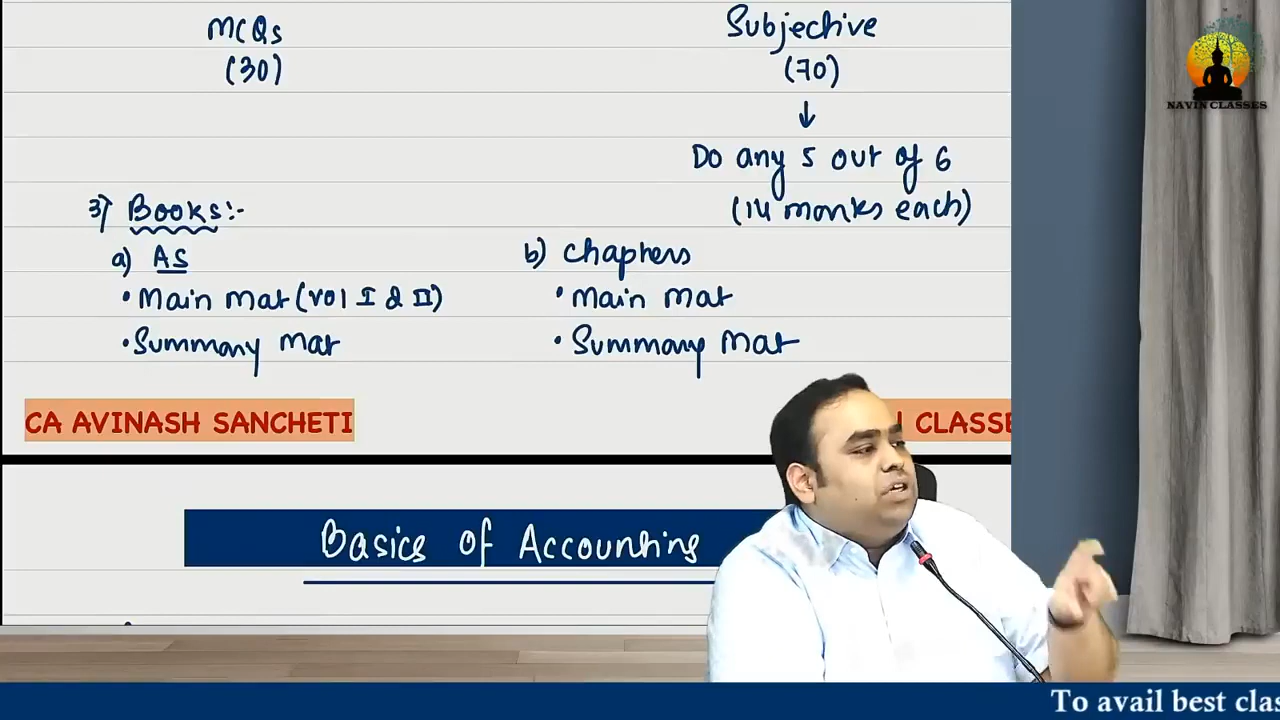 MCQs
(30)
Subjective
(70)
Do any 5 out of 6
(14 marks each)
3) Books:-
a) AS
• Main Mat (Vol I & II)
• Summary Mat
b) Chapters
• Main Mat
• Summary Mat
CA AVINASH SANCHETI
CLASSE
Basics of Accounting
NAVIN CLASSES
To avail best clas